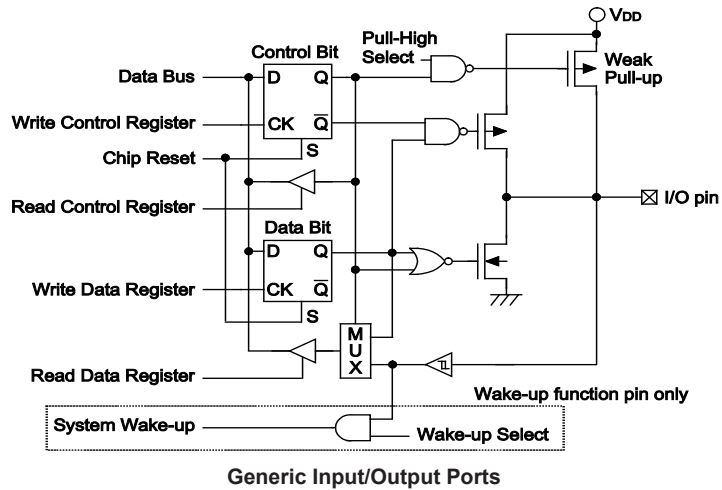 VDD
Pull-High
Select
Control Bit
Weak
Pull-up
Data Bus
D
Q
Write Control Register
CK
Q
Chip Reset
S
I/O pin
Read Control Register
Data Bit
D
Q
Write Data Register
CK
Q
S
M
U
X
Read Data Register
Wake-up function pin only
System Wake-up
Wake-up Select
Generic Input/Output Ports